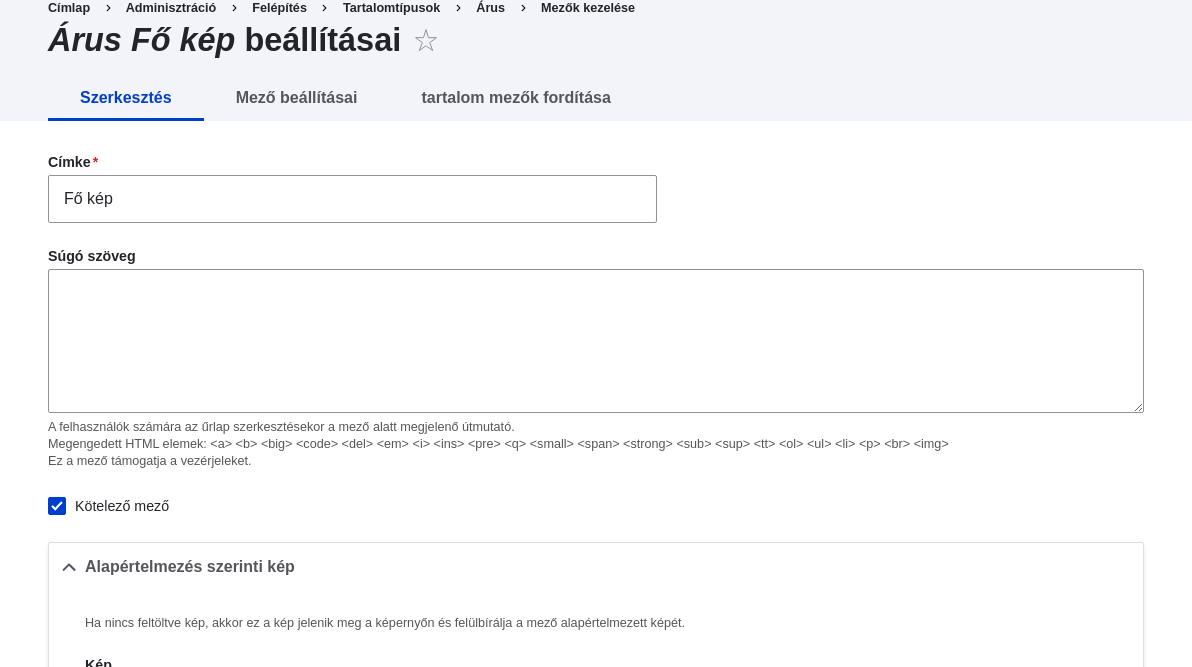 Címlap > Adminisztráció > Felépítés > Tartalomtípusok > Árus > Mezők kezelése
Árus Fő kép beállításai ☆
Szerkesztés Mező beállításai tartalom mezők fordítása
Címke*
Fő kép
Súgó szöveg
A felhasználók számára az űrlap szerkesztésekor a mező alatt megjelenő útmutató.
Megengedett HTML elemek: <a> <b> <big> <code> <del> <em> <i> <ins> <pre> <q> <small> <span> <strong> <sub> <sup> <tt> <ol> <ul> <li> <p> <br> <img>
Ez a mező támogatja a vezérjeleket.
Kötelező mező
Alapértelmezés szerinti kép
Ha nincs feltöltve kép, akkor ez a kép jelenik meg a képernyőn és felülbírálja a mező alapértelmezett képét.
Kép